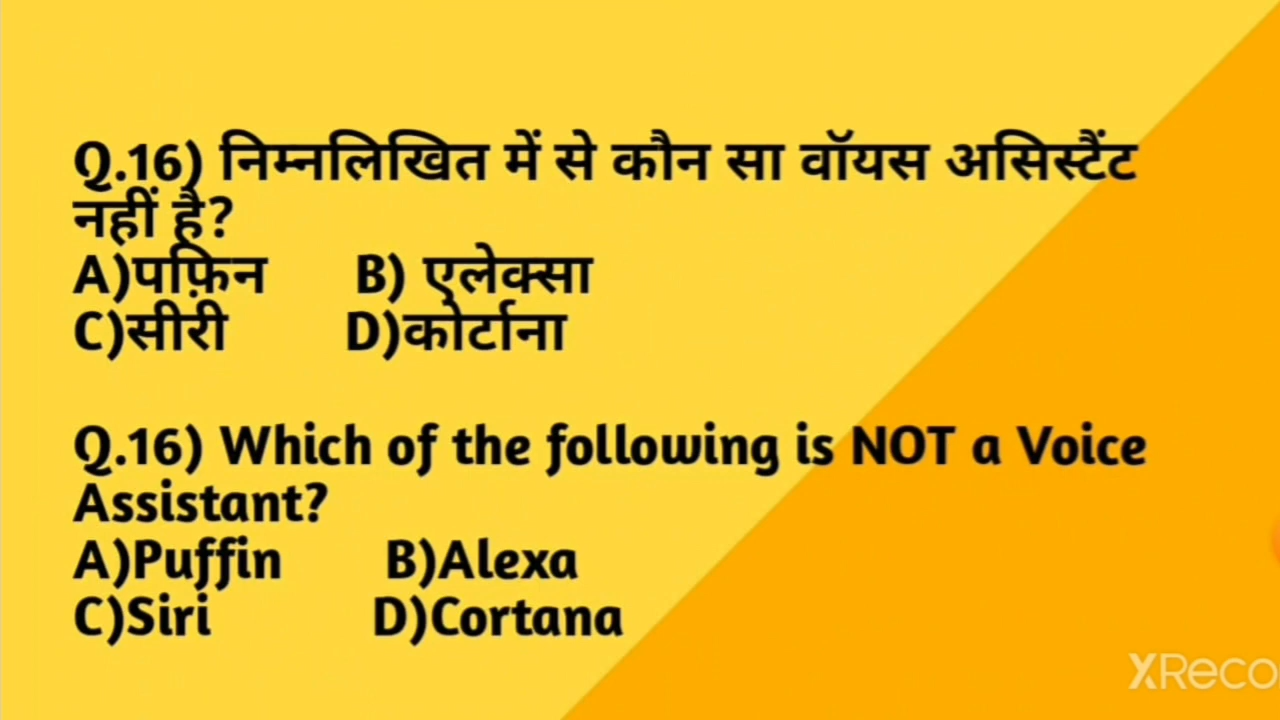 Q.16) निम्नलिखित में से कौन सा वॉयस असिस्टैंट
नहीं है?
A)पफ़िन B) एलेक्सा
C)सीरी D)कोर्टाना
Q.16) Which of the following is NOT a Voice
Assistant?
A)Puffin B)Alexa
C)Siri D)Cortana
XReco